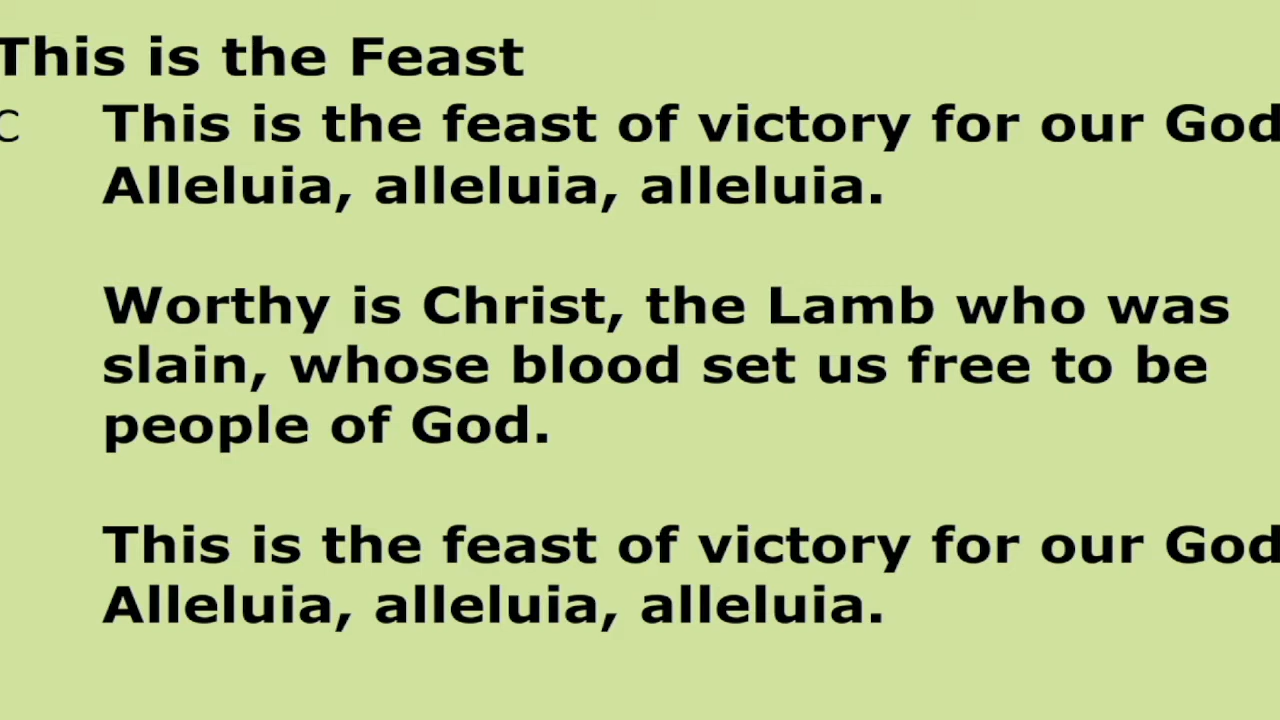 This is the Feast
C This is the feast of victory for our God
Alleluia, alleluia, alleluia.
Worthy is Christ, the Lamb who was
slain, whose blood set us free to be
people of God.
This is the feast of victory for our God
Alleluia, alleluia, alleluia.